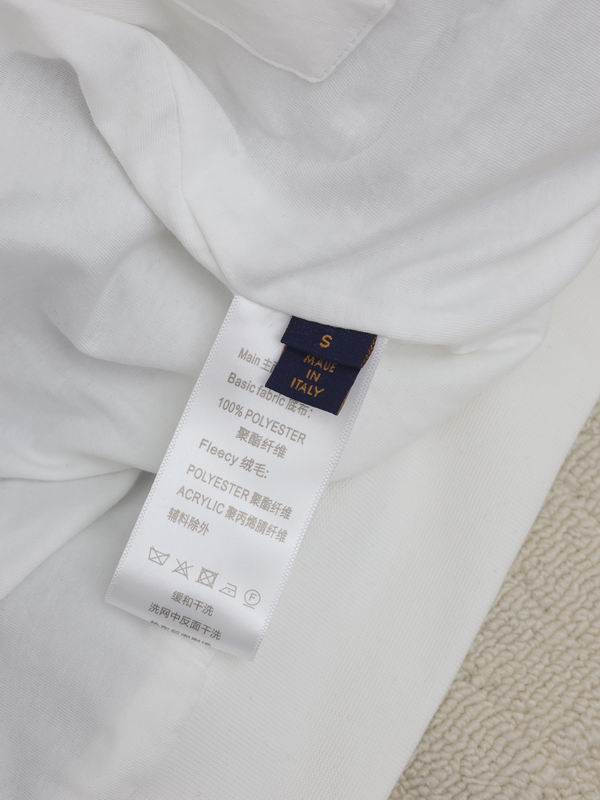 S
MADE
IN
ITALY
Main 主
Basic fabric 底布:
100% POLYESTER
聚酯纤维
Fleecy 绒毛:
POLYESTER 聚酯纤维
ACRYLIC 聚丙烯腈纤维
辅料除外
F
缓和干洗
洗网中反面干洗